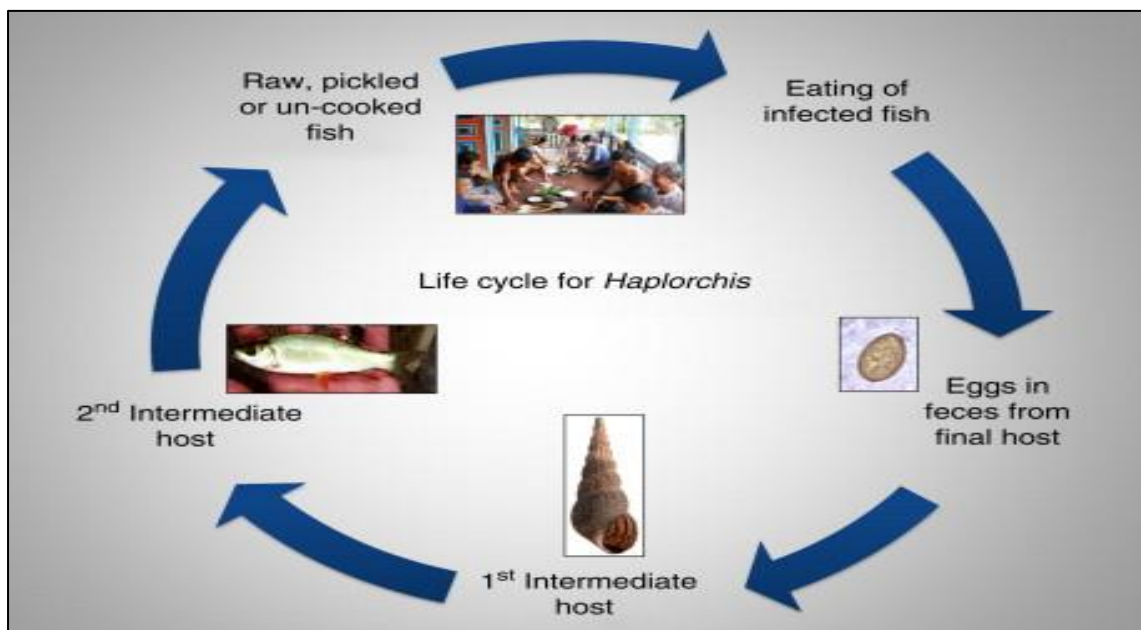 Raw, pickled
or un-cooked
fish
Eating of
infected fish
Life cycle for Haplorchis
Eggs in
feces from
final host
2nd Intermediate
host
1st Intermediate
host